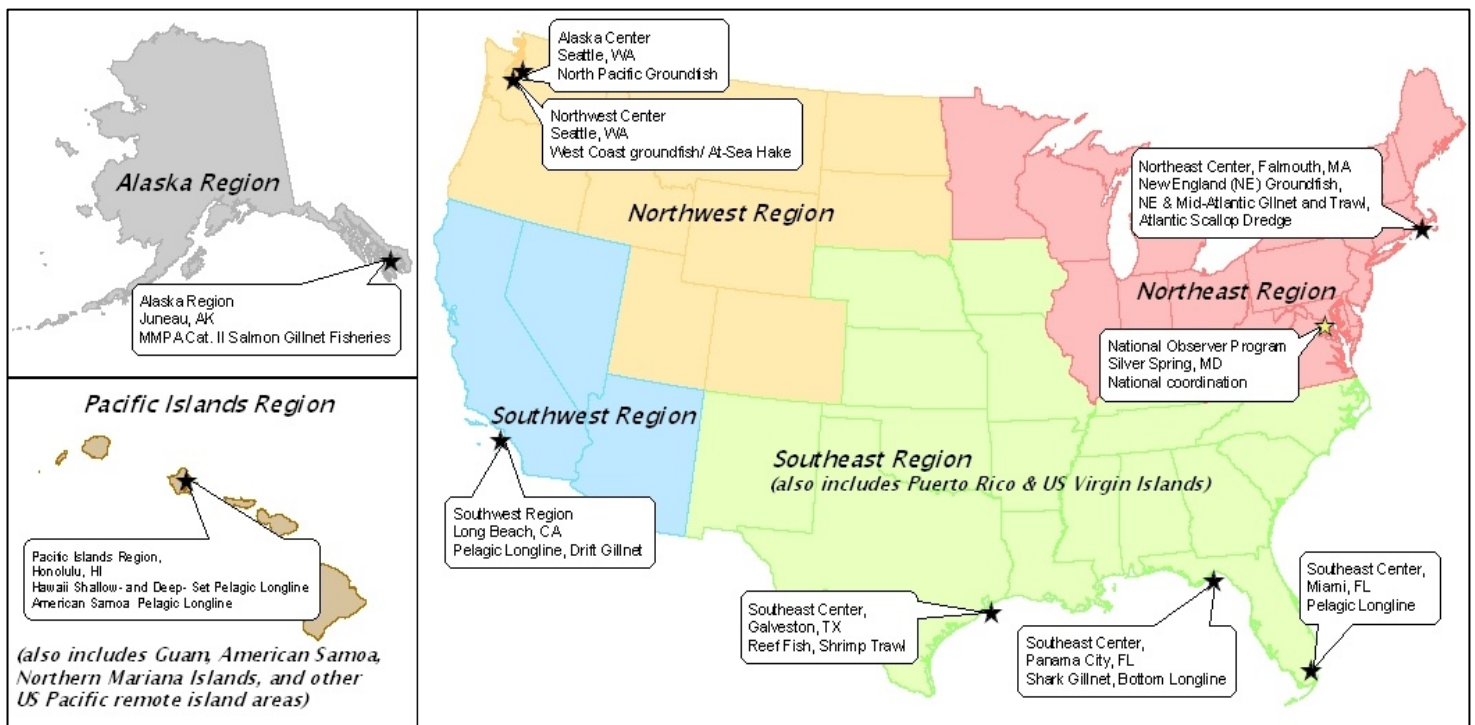 Alaska Region
Alaska Region
Juneau, AK
MMPA Cat. II Salmon Gillnet Fisheries
Pacific Islands Region
Pacific Islands Region,
Honolulu, HI
Hawaii Shallow- and Deep- Set Pelagic Longline
American Samoa Pelagic Longline
(also includes Guam, American Samoa,
Northern Mariana Islands, and other
US Pacific remote island areas)
Alaska Center
Seattle, WA
North Pacific Groundfish
Northwest Center
Seattle, WA
West Coast groundfish/ At-Sea Hake
Northwest Region
Northeast Center, Falmouth, MA
New England (NE) Groundfish,
NE & Mid-Atlantic Gillnet and Trawl,
Atlantic Scallop Dredge
Northeast Region
National Observer Program
Silver Spring, MD
National coordination
Southwest Region
Southwest Region
Long Beach, CA
Pelagic Longline, Drift Gillnet
Southeast Region
(also includes Puerto Rico & US Virgin Islands)
Southeast Center,
Galveston, TX
Reef Fish, Shrimp Trawl
Southeast Center,
Panama City, FL
Shark Gillnet, Bottom Longline
Southeast Center,
Miami, FL
Pelagic Longline